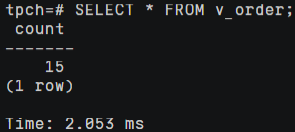 tpch=# SELECT * FROM v_order;
 count
-------
    15
(1 row)

Time: 2.053 ms